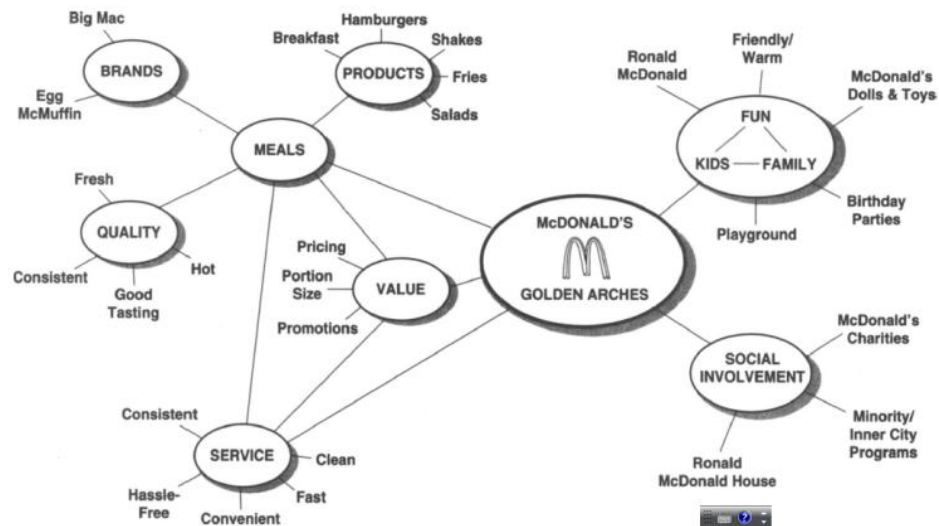 Big Mac
BRANDS
Egg
McMuffin
Hamburgers
Breakfast
Shakes
PRODUCTS
Fries
Salads
MEALS
Fresh
QUALITY
Consistent
Good
Tasting
Hot
Pricing
Portion
Size
VALUE
Promotions
Consistent
SERVICE
Clean
Hassle-
Free
Fast
Convenient
McDONALD'S
GOLDEN ARCHES
Ronald
McDonald
Friendly/
Warm
McDonald's
Dolls & Toys
FUN
KIDS
FAMILY
Birthday
Parties
Playground
SOCIAL
INVOLVEMENT
McDonald's
Charities
Minority/
Inner City
Programs
Ronald
McDonald House
?